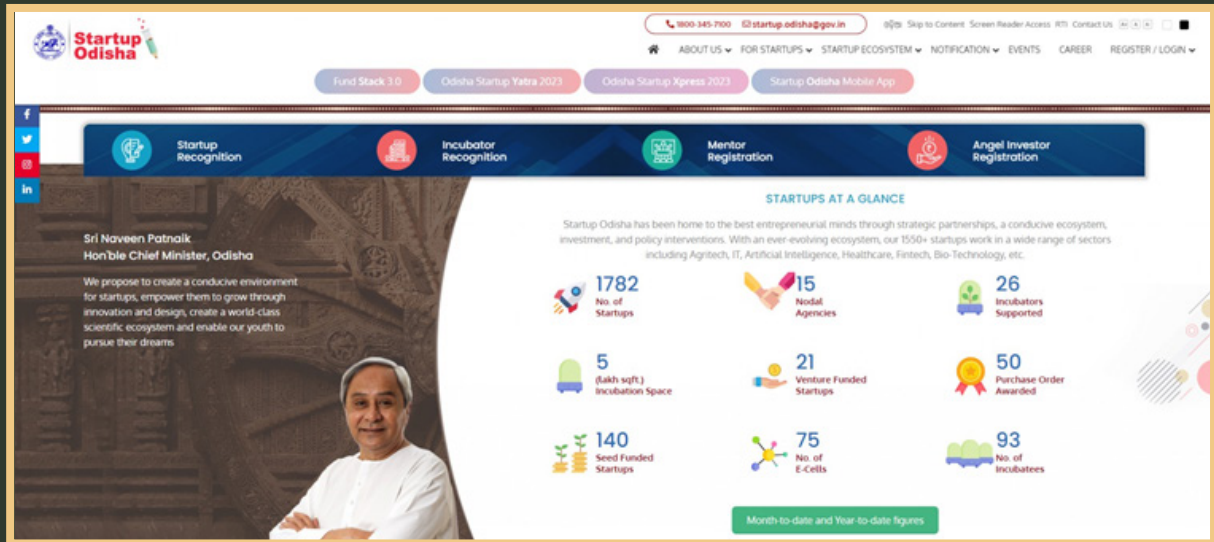 Startup
Odisha
1800-345-7100 startup.odisha@gov.in
ଓଡ଼ିଆ Skip to Content Screen Reader Access RTI Contact Us
ABOUT US FOR STARTUPS STARTUP ECOSYSTEM NOTIFICATION EVENTS CAREER REGISTER / LOGIN
Fund Stack 3.0 Odisha Startup Yatra 2023 Odisha Startup Xpress 2023 Startup Odisha Mobile App
Startup
Recognition
Incubator
Recognition
Mentor
Registration
Angel Investor
Registration
Sri Naveen Patnaik
Hon'ble Chief Minister, Odisha
We propose to create a conducive environment
for startups, empower them to grow through
innovation and design, create a world-class
scientific ecosystem and enable our youth to
pursue their dreams
STARTUPS AT A GLANCE
Startup Odisha has been home to the best entrepreneurial minds through strategic partnerships, a conducive ecosystem,
investment, and policy interventions. With an ever-evolving ecosystem, our 1550+ startups work in a wide range of sectors
including Agritech, IT, Artificial Intelligence, Healthcare, Fintech, Bio-Technology, etc.
1782
No. of
Startups
15
Nodal
Agencies
26
Incubators
Supported
5
(lakh sqft.)
Incubation Space
21
Venture Funded
Startups
50
Purchase Order
Awarded
140
Seed Funded
Startups
75
No. of
E-Cells
93
No. of
Incubatees
Month-to-date and Year-to-date figures